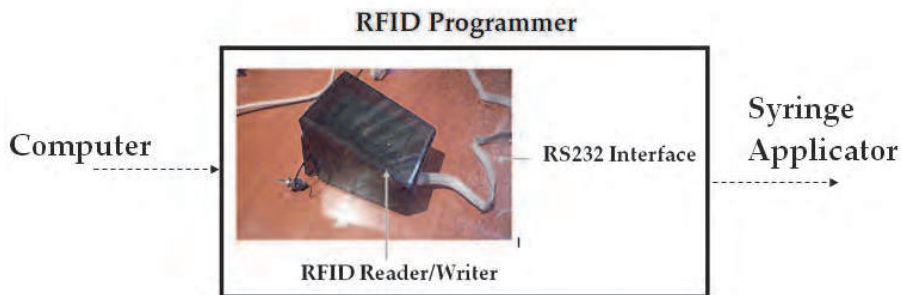 RFID Programmer
Computer
RS232 Interface
Syringe
Applicator
RFID Reader/Writer